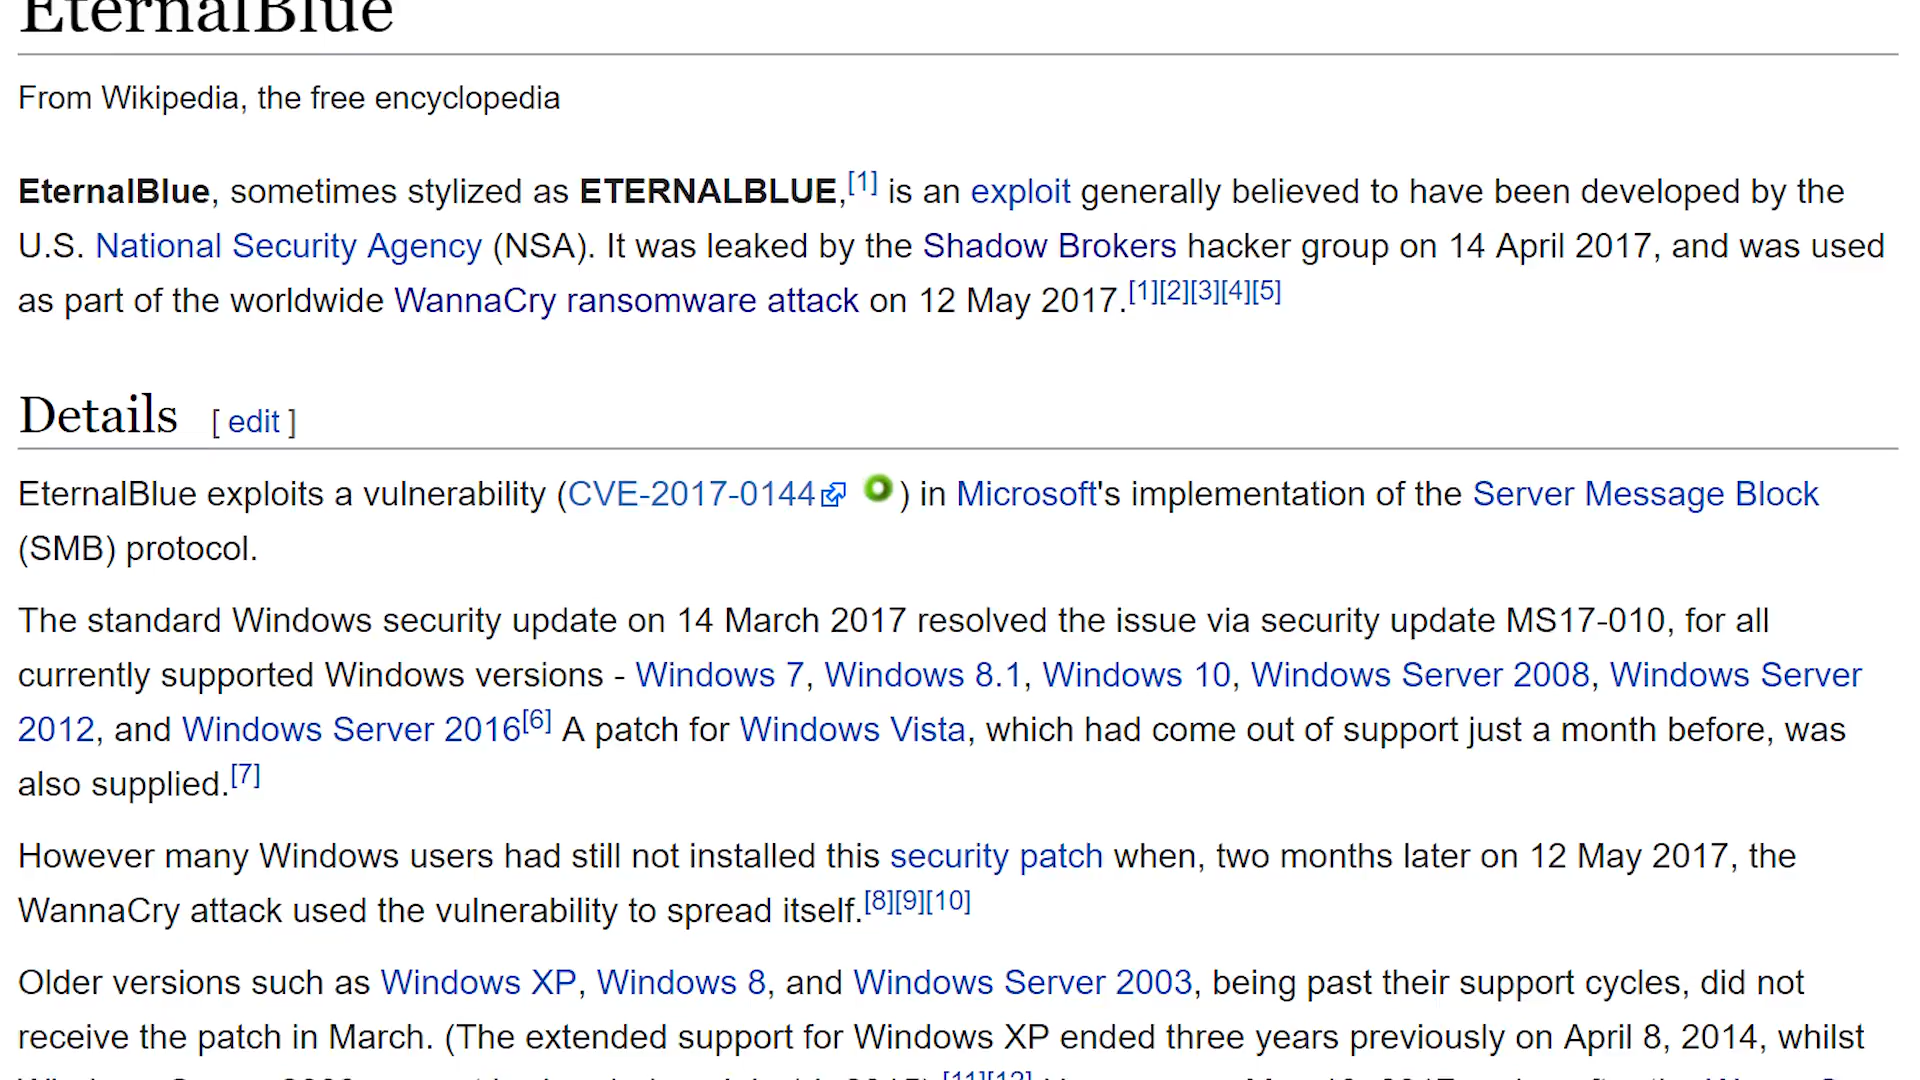 EternalBlue
From Wikipedia, the free encyclopedia
EternalBlue, sometimes stylized as ETERNALBLUE,[1] is an exploit generally believed to have been developed by the
U.S. National Security Agency (NSA). It was leaked by the Shadow Brokers hacker group on 14 April 2017, and was used
as part of the worldwide WannaCry ransomware attack on 12 May 2017.[1][2][3][4][5]
Details [ edit ]
EternalBlue exploits a vulnerability (CVE-2017-0144 ) in Microsoft's implementation of the Server Message Block
(SMB) protocol.
The standard Windows security update on 14 March 2017 resolved the issue via security update MS17-010, for all
currently supported Windows versions - Windows 7, Windows 8.1, Windows 10, Windows Server 2008, Windows Server
2012, and Windows Server 2016[6] A patch for Windows Vista, which had come out of support just a month before, was
also supplied.[7]
However many Windows users had still not installed this security patch when, two months later on 12 May 2017, the
WannaCry attack used the vulnerability to spread itself.[8][9][10]
Older versions such as Windows XP, Windows 8, and Windows Server 2003, being past their support cycles, did not
receive the patch in March. (The extended support for Windows XP ended three years previously on April 8, 2014, whilst